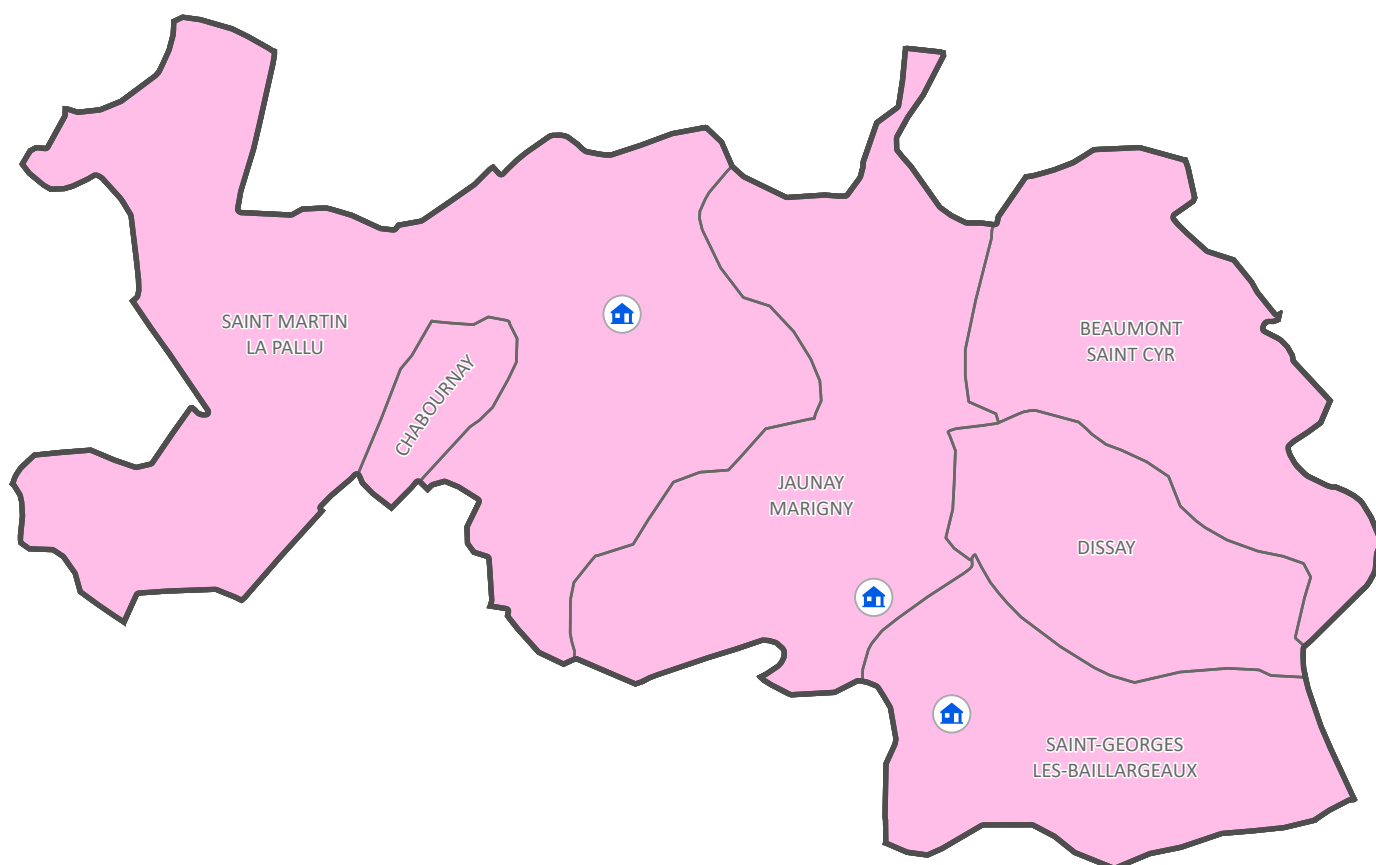 SAINT MARTIN
LA PALLU
CHABOURNAY
BEAUMONT
SAINT CYR
JAUNAY
MARIGNY
DISSAY
SAINT-GEORGES
LES-BAILLARGEAUX